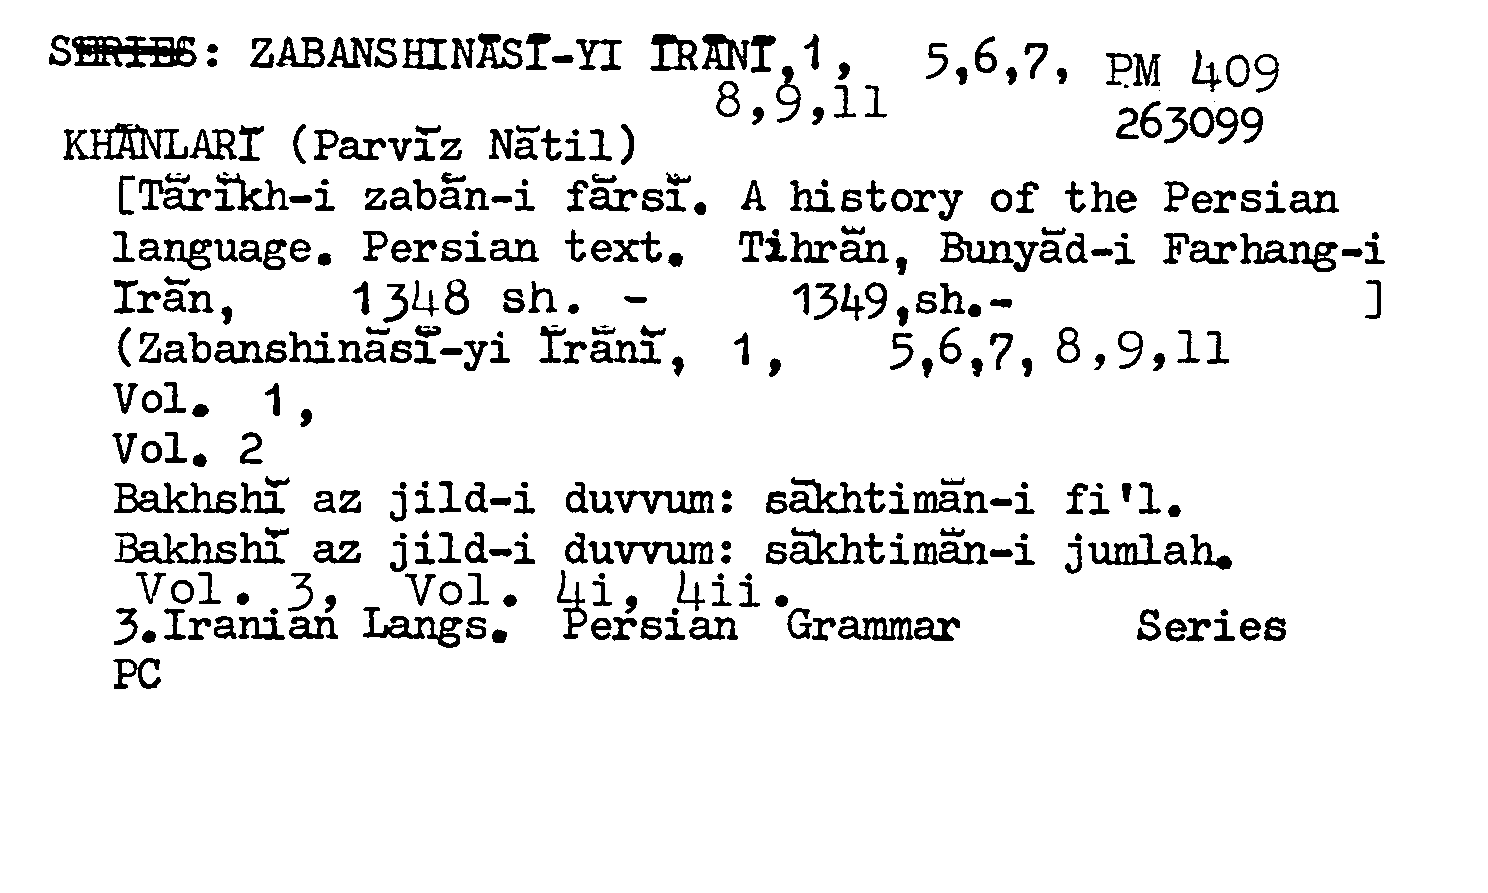 SERIES: ZABANSHINĀSĪ-YI ĪRĀNĪ,1, 5,6,7, PM 409
8,9,11 263099
KHĀNLARĪ (Parvīz Nātil)
[Tārīkh-i zabān-i fārsī. A history of the Persian
language. Persian text. Tihrān, Bunyād-i Farhang-i
Irān, 1348 sh. - 1349,sh.- ]
(Zabanshināsī-yi Īrānī, 1, 5,6,7, 8,9,11
Vol. 1,
Vol. 2
Bakhshī az jild-i duvvum: sākhtimān-i fi'l.
Bakhshī az jild-i duvvum: sākhtimān-i jumlah.
Vol. 3, Vol. 4i, 4ii.
3.Iranian Langs. Persian Grammar Series
PC